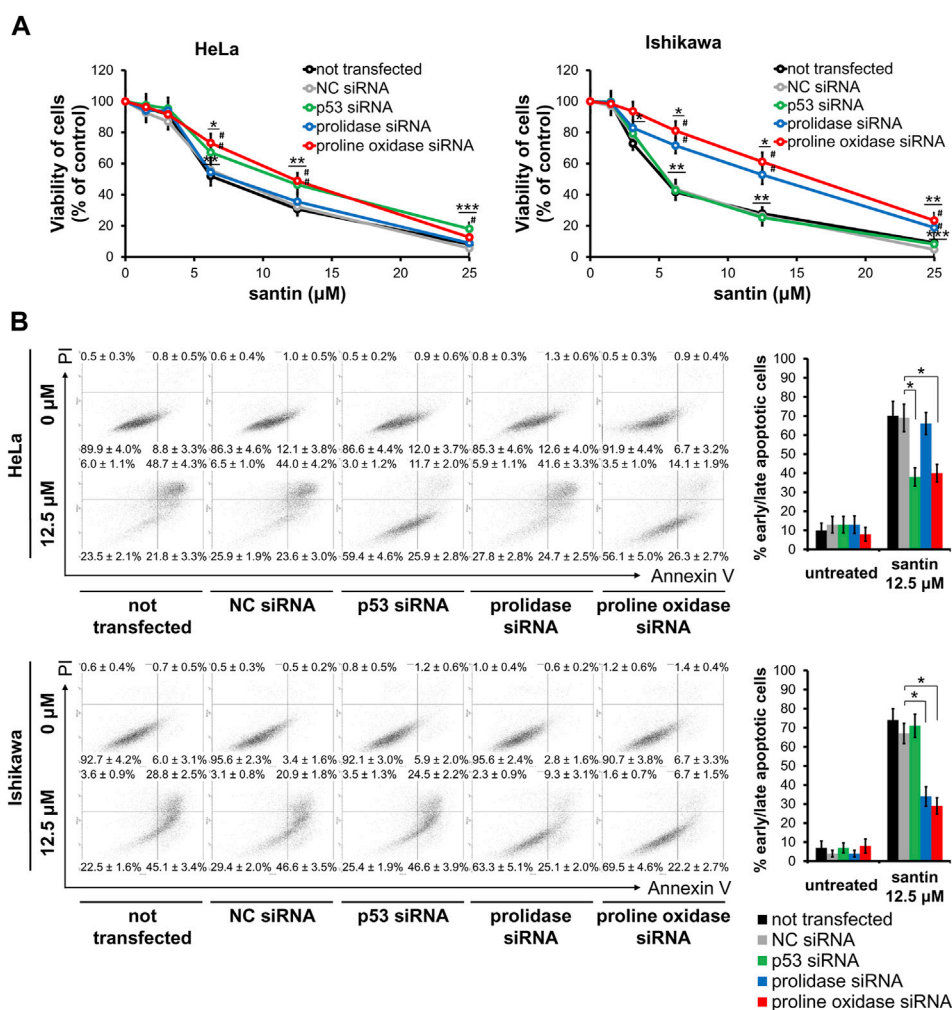 A
HeLa
Viability of cells
(% of control)
120
100
80
60
40
20
0
not transfected
NC siRNA
p53 siRNA
prolidase siRNA
proline oxidase siRNA
*
#
#
**
**
#
#
***
#
0 5 10 15 20 25
santin (µM)
Ishikawa
Viability of cells
(% of control)
120
100
80
60
40
20
0
not transfected
NC siRNA
p53 siRNA
prolidase siRNA
proline oxidase siRNA
*
*
#
#
**
*
#
#
**
**
#
#
***
0 5 10 15 20 25
santin (µM)
B
HeLa
PI
0 µM
0.5 ± 0.3% 0.8 ± 0.5% 0.6 ± 0.4% 1.0 ± 0.5% 0.5 ± 0.2% 0.9 ± 0.6% 0.8 ± 0.3% 1.3 ± 0.6% 0.5 ± 0.3% 0.9 ± 0.4%
89.9 ± 4.0% 8.8 ± 3.3% 86.3 ± 4.6% 12.1 ± 3.8% 86.6 ± 4.4% 12.0 ± 3.7% 85.3 ± 4.6% 12.6 ± 4.0% 91.9 ± 4.4% 6.7 ± 3.2%
12.5 µM
6.0 ± 1.1% 48.7 ± 4.3% 6.5 ± 1.0% 44.0 ± 4.2% 3.0 ± 1.2% 11.7 ± 2.0% 5.9 ± 1.1% 41.6 ± 3.3% 3.5 ± 1.0% 14.1 ± 1.9%
23.5 ± 2.1% 21.8 ± 3.3% 25.9 ± 1.9% 23.6 ± 3.0% 59.4 ± 4.6% 25.9 ± 2.8% 27.8 ± 2.8% 24.7 ± 2.5% 56.1 ± 5.0% 26.3 ± 2.7%
Annexin V
not
transfected
NC siRNA
p53 siRNA
prolidase
siRNA
proline oxidase
siRNA
% early/late apoptotic cells
100
90
80
70
60
50
40
30
20
10
0
*
*
untreated
santin
12.5 µM
Ishikawa
PI
0 µM
0.6 ± 0.4% 0.7 ± 0.5% 0.5 ± 0.3% 0.5 ± 0.2% 0.8 ± 0.5% 1.2 ± 0.6% 1.0 ± 0.4% 0.6 ± 0.2% 1.2 ± 0.6% 1.4 ± 0.4%
92.7 ± 4.2% 6.0 ± 3.1% 95.6 ± 2.3% 3.4 ± 1.6% 92.1 ± 3.0% 5.9 ± 2.0% 95.6 ± 2.4% 2.8 ± 1.6% 90.7 ± 3.8% 6.7 ± 3.3%
12.5 µM
3.6 ± 0.9% 28.8 ± 2.5% 3.1 ± 0.8% 20.9 ± 1.8% 3.5 ± 1.3% 24.5 ± 2.2% 2.3 ± 0.9% 9.3 ± 3.1% 1.6 ± 0.7% 6.7 ± 1.5%
22.5 ± 1.6% 45.1 ± 3.4% 29.4 ± 2.0% 46.6 ± 3.5% 25.4 ± 2.4% 46.6 ± 3.9% 63.3 ± 5.1% 25.1 ± 2.0% 69.5 ± 4.6% 22.2 ± 2.7%
Annexin V
not
transfected
NC siRNA
p53 siRNA
prolidase
siRNA
proline oxidase
siRNA
% early/late apoptotic cells
100
90
80
70
60
50
40
30
20
10
0
*
*
untreated
santin
12.5 µM
not transfected
NC siRNA
p53 siRNA
prolidase siRNA
proline oxidase siRNA